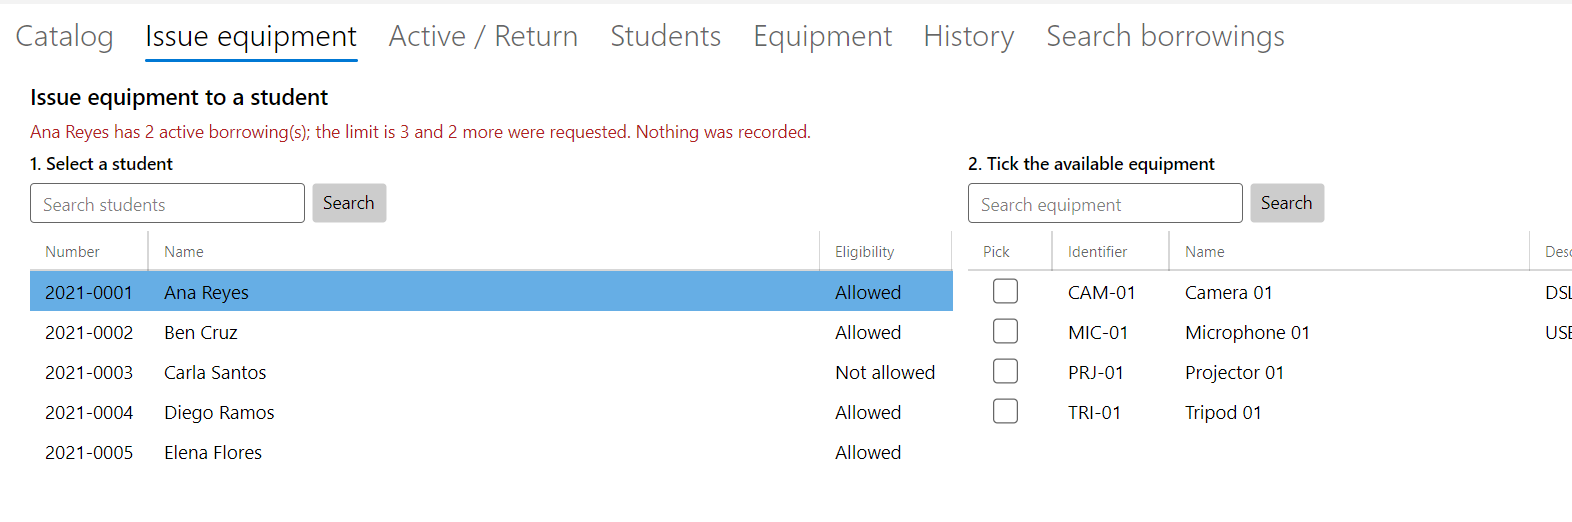 Catalog Issue equipment Active / Return Students Equipment History Search borrowings
Issue equipment to a student
Ana Reyes has 2 active borrowing(s); the limit is 3 and 2 more were requested. Nothing was recorded.
1. Select a student
Search students Search
Number Name Eligibility
2021-0001 Ana Reyes Allowed
2021-0002 Ben Cruz Allowed
2021-0003 Carla Santos Not allowed
2021-0004 Diego Ramos Allowed
2021-0005 Elena Flores Allowed
2. Tick the available equipment
Search equipment Search
Pick Identifier Name
CAM-01 Camera 01
MIC-01 Microphone 01
PRJ-01 Projector 01
TRI-01 Tripod 01